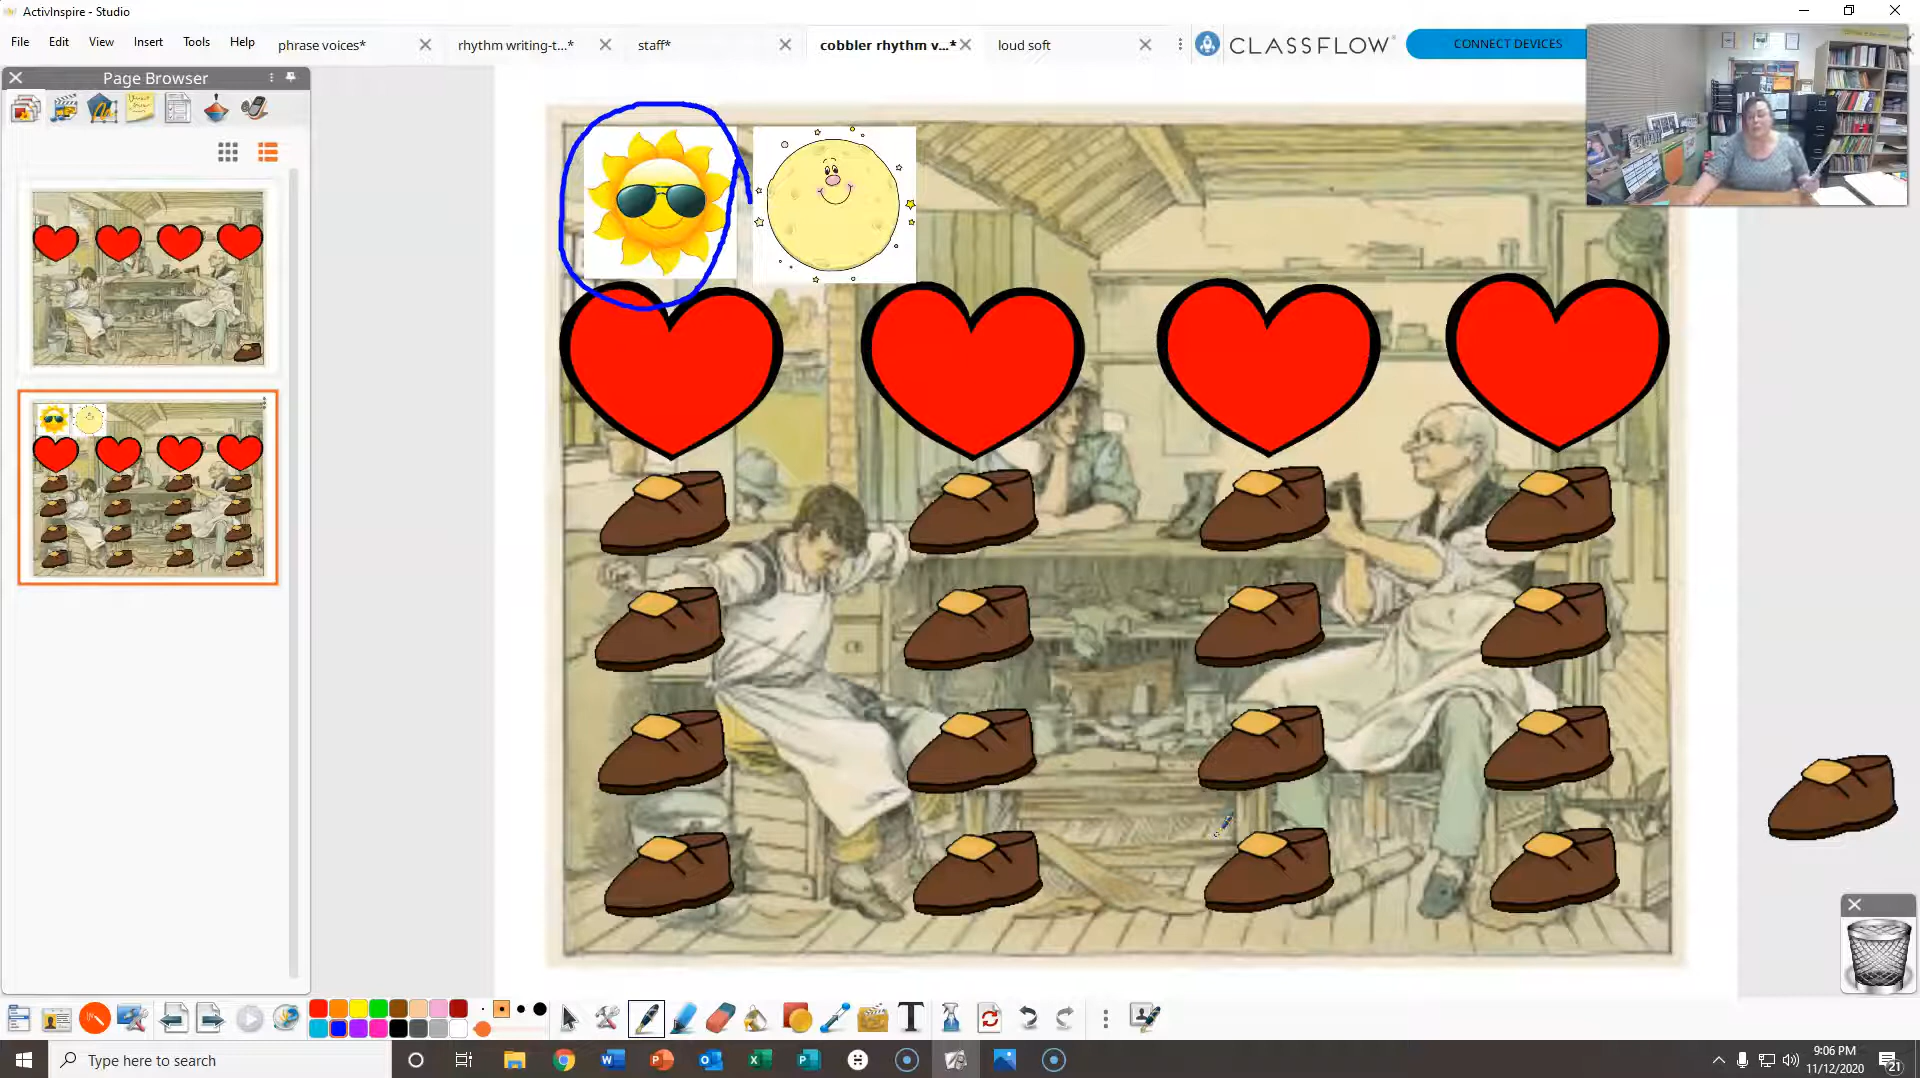 ActivInspire - Studio
File Edit View Insert Tools Help
phrase voices* rhythm writing-t...* staff* cobbler rhythm v...* loud soft
CLASSFLOW
CONNECT DEVICES
Page Browser
T
Type here to search
9:06 PM
11/12/2020
21